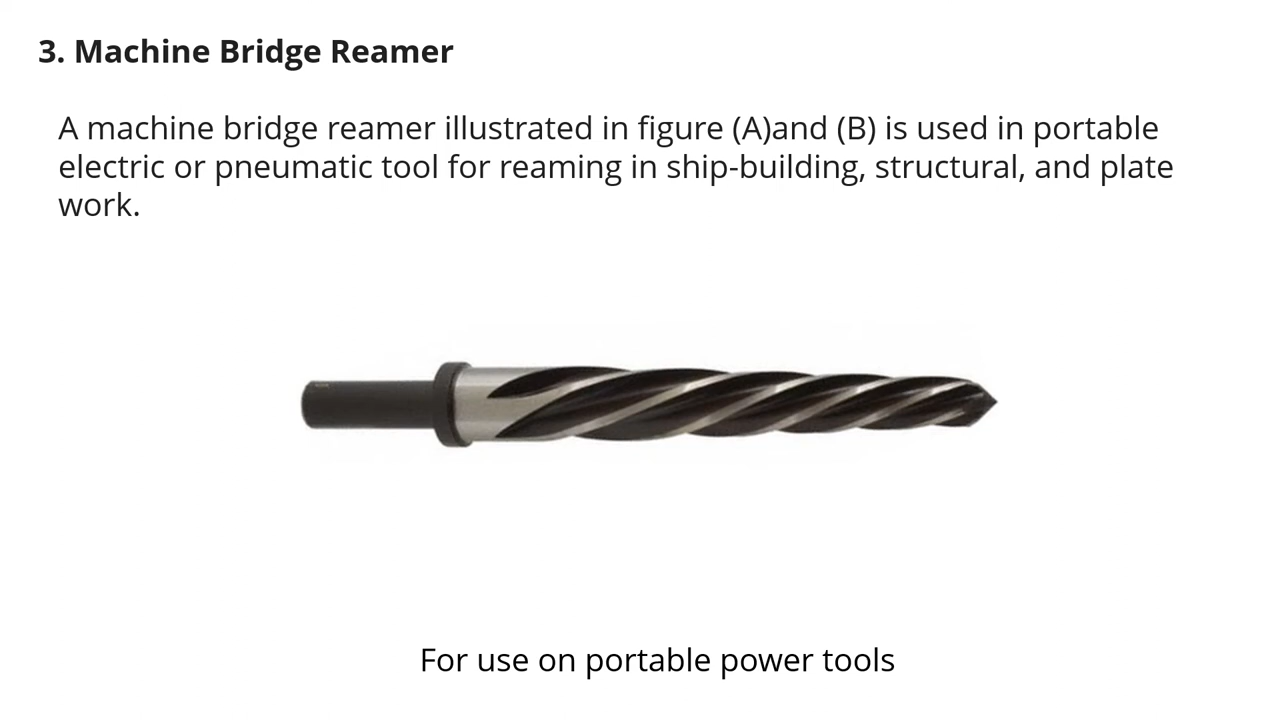 3. Machine Bridge Reamer
A machine bridge reamer illustrated in figure (A)and (B) is used in portable
electric or pneumatic tool for reaming in ship-building, structural, and plate
work.
For use on portable power tools